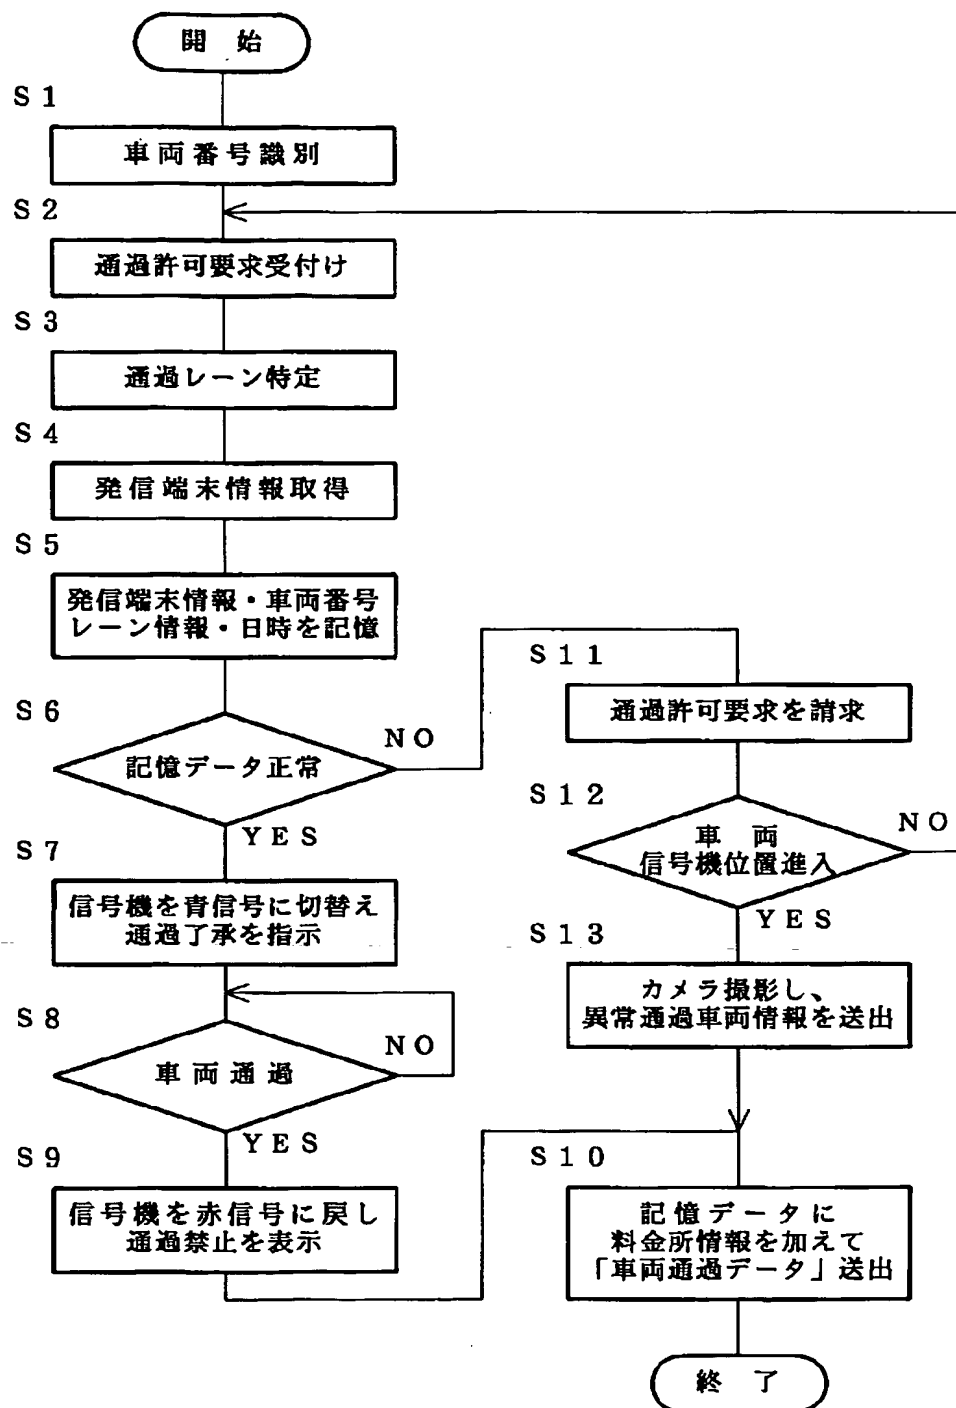 開 始
S1
車両番号識別
S2
通過許可要求受付け
S3
通過レーン特定
S4
発信端末情報取得
S5
発信端末情報・車両番号
レーン情報・日時を記憶
S6
記憶データ正常
NO
YES
S7
信号機を青信号に切替え
通過了承を指示
S8
車両通過
NO
YES
S9
信号機を赤信号に戻し
通過禁止を表示
S11
通過許可要求を請求
S12
車 両
信号機位置進入
NO
YES
S13
カメラ撮影し、
異常通過車両情報を送出
S10
記憶データに
料金所情報を加えて
「車両通過データ」送出
終 了